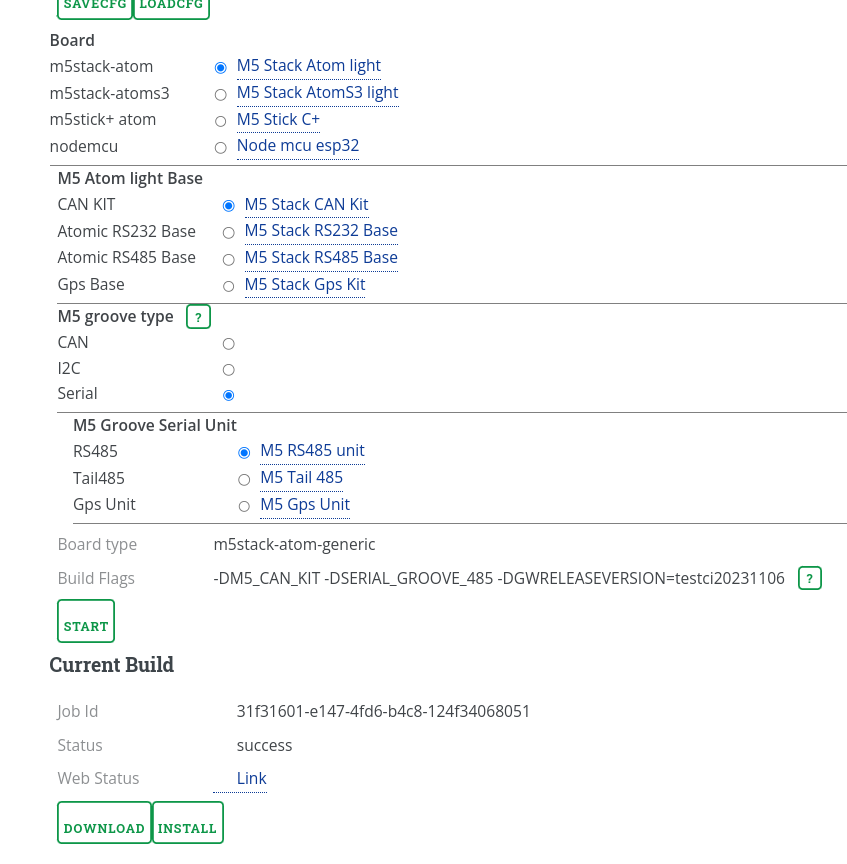 SAVECFG LOADCFG
Board
m5stack-atom M5 Stack Atom light
m5stack-atoms3 M5 Stack AtomS3 light
m5stick+ atom M5 Stick C+
nodemcu Node mcu esp32
M5 Atom light Base
CAN KIT M5 Stack CAN Kit
Atomic RS232 Base M5 Stack RS232 Base
Atomic RS485 Base M5 Stack RS485 Base
Gps Base M5 Stack Gps Kit
M5 groove type ?
CAN
I2C
Serial
M5 Groove Serial Unit
RS485 M5 RS485 unit
Tail485 M5 Tail 485
Gps Unit M5 Gps Unit
Board type m5stack-atom-generic
Build Flags -DM5_CAN_KIT -DSERIAL_GROOVE_485 -DGWRELEASEVERSION=testci20231106 ?
START
Current Build
Job Id 31f31601-e147-4fd6-b4c8-124f34068051
Status success
Web Status Link
DOWNLOAD INSTALL